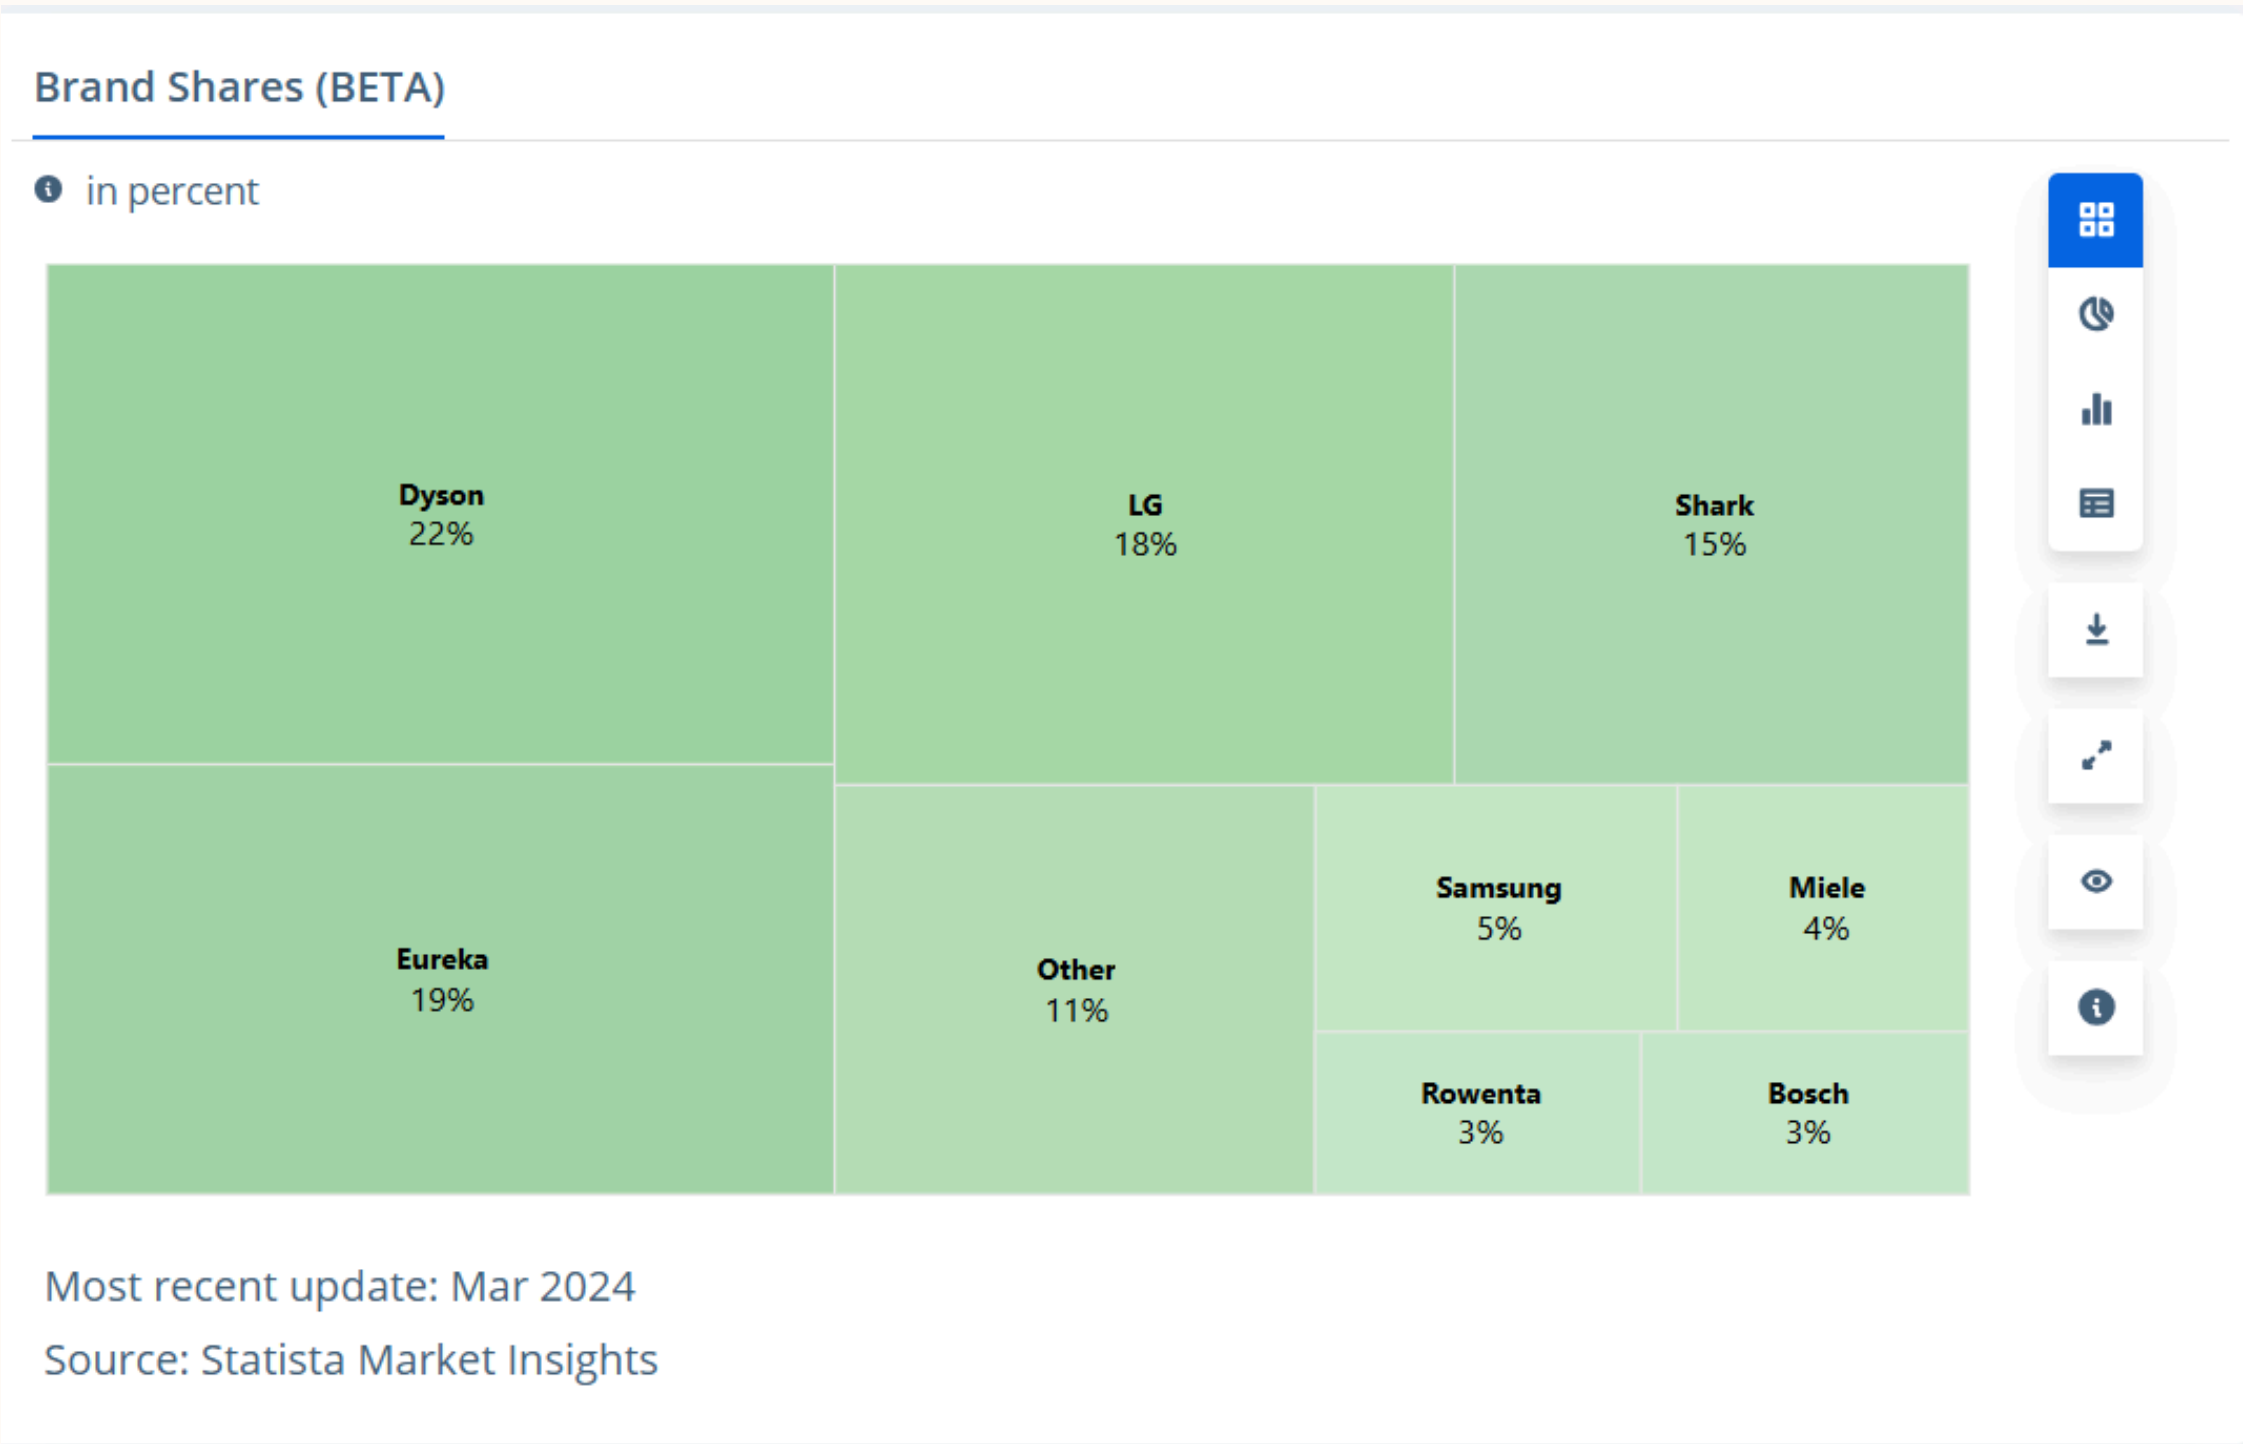 Brand Shares (BETA)
in percent
Dyson
22%
LG
18%
Shark
15%
Eureka
19%
Other
11%
Samsung
5%
Miele
4%
Rowenta
3%
Bosch
3%
Most recent update: Mar 2024
Source: Statista Market Insights